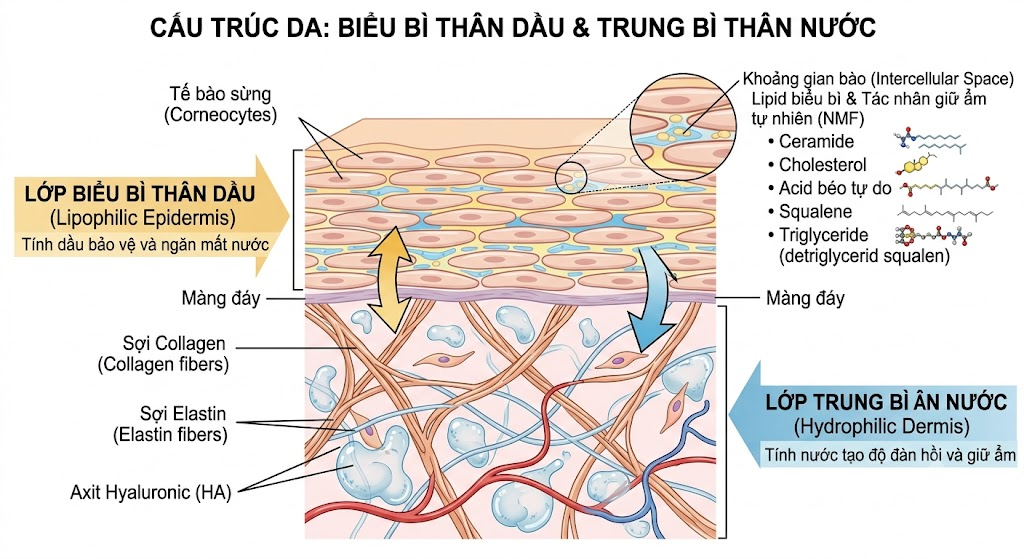 CẤU TRÚC DA: BIỂU BÌ THÂN DẦU & TRUNG BÌ THÂN NƯỚC
Tế bào sừng
(Corneocytes)
Khoảng gian bào (Intercellular Space)
Lipid biểu bì & Tác nhân giữ ẩm
tự nhiên (NMF)
• Ceramide
• Cholesterol
• Acid béo tự do
• Squalene
• Triglyceride
(detriglycerid squalen)
LỚP BIỂU BÌ THÂN DẦU
(Lipophilic Epidermis)
Tính dầu bảo vệ và ngăn mất nước
Màng đáy
Màng đáy
Sợi Collagen
(Collagen fibers)
Sợi Elastin
(Elastin fibers)
Axit Hyaluronic (HA)
LỚP TRUNG BÌ ÂN NƯỚC
(Hydrophilic Dermis)
Tính nước tạo độ đàn hồi và giữ ẩm